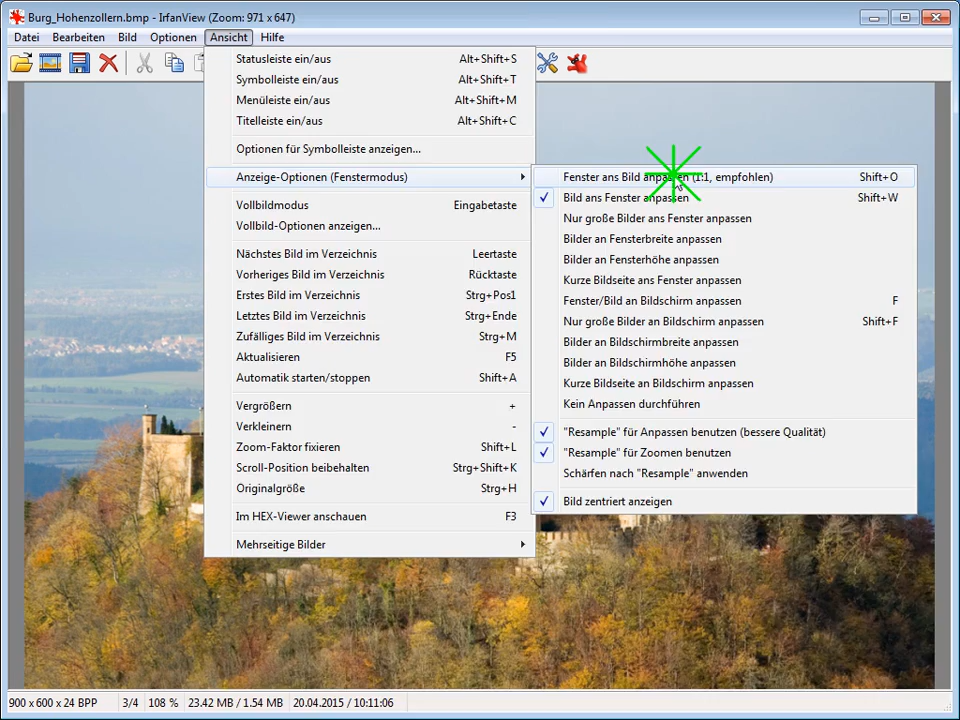 Burg_Hohenzollern.bmp - IrfanView (Zoom: 971 x 647)
Datei Bearbeiten Bild Optionen Ansicht Hilfe
Statusleiste ein/aus Alt+Shift+S
Symbolleiste ein/aus Alt+Shift+T
Menüleiste ein/aus Alt+Shift+M
Titelleiste ein/aus Alt+Shift+C
Optionen für Symbolleiste anzeigen...
Anzeige-Optionen (Fenstermodus)
Vollbildmodus Eingabetaste
Vollbild-Optionen anzeigen...
Nächstes Bild im Verzeichnis Leertaste
Vorheriges Bild im Verzeichnis Rücktaste
Erstes Bild im Verzeichnis Strg+Pos1
Letztes Bild im Verzeichnis Strg+Ende
Zufälliges Bild im Verzeichnis Strg+M
Aktualisieren F5
Automatik starten/stoppen Shift+A
Vergrößern +
Verkleinern -
Zoom-Faktor fixieren Shift+L
Scroll-Position beibehalten Strg+Shift+K
Originalgröße Strg+H
Im HEX-Viewer anschauen F3
Mehrseitige Bilder
Fenster ans Bild anpassen (1:1, empfohlen) Shift+O
Bild ans Fenster anpassen Shift+W
Nur große Bilder ans Fenster anpassen
Bilder an Fensterbreite anpassen
Bilder an Fensterhöhe anpassen
Kurze Bildseite ans Fenster anpassen
Fenster/Bild an Bildschirm anpassen F
Nur große Bilder an Bildschirm anpassen Shift+F
Bilder an Bildschirmbreite anpassen
Bilder an Bildschirmhöhe anpassen
Kurze Bildseite an Bildschirm anpassen
Kein Anpassen durchführen
"Resample" für Anpassen benutzen (bessere Qualität)
"Resample" für Zoomen benutzen
Schärfen nach "Resample" anwenden
Bild zentriert anzeigen
900 x 600 x 24 BPP 3/4 108 % 23.42 MB / 1.54 MB 20.04.2015 / 10:11:06